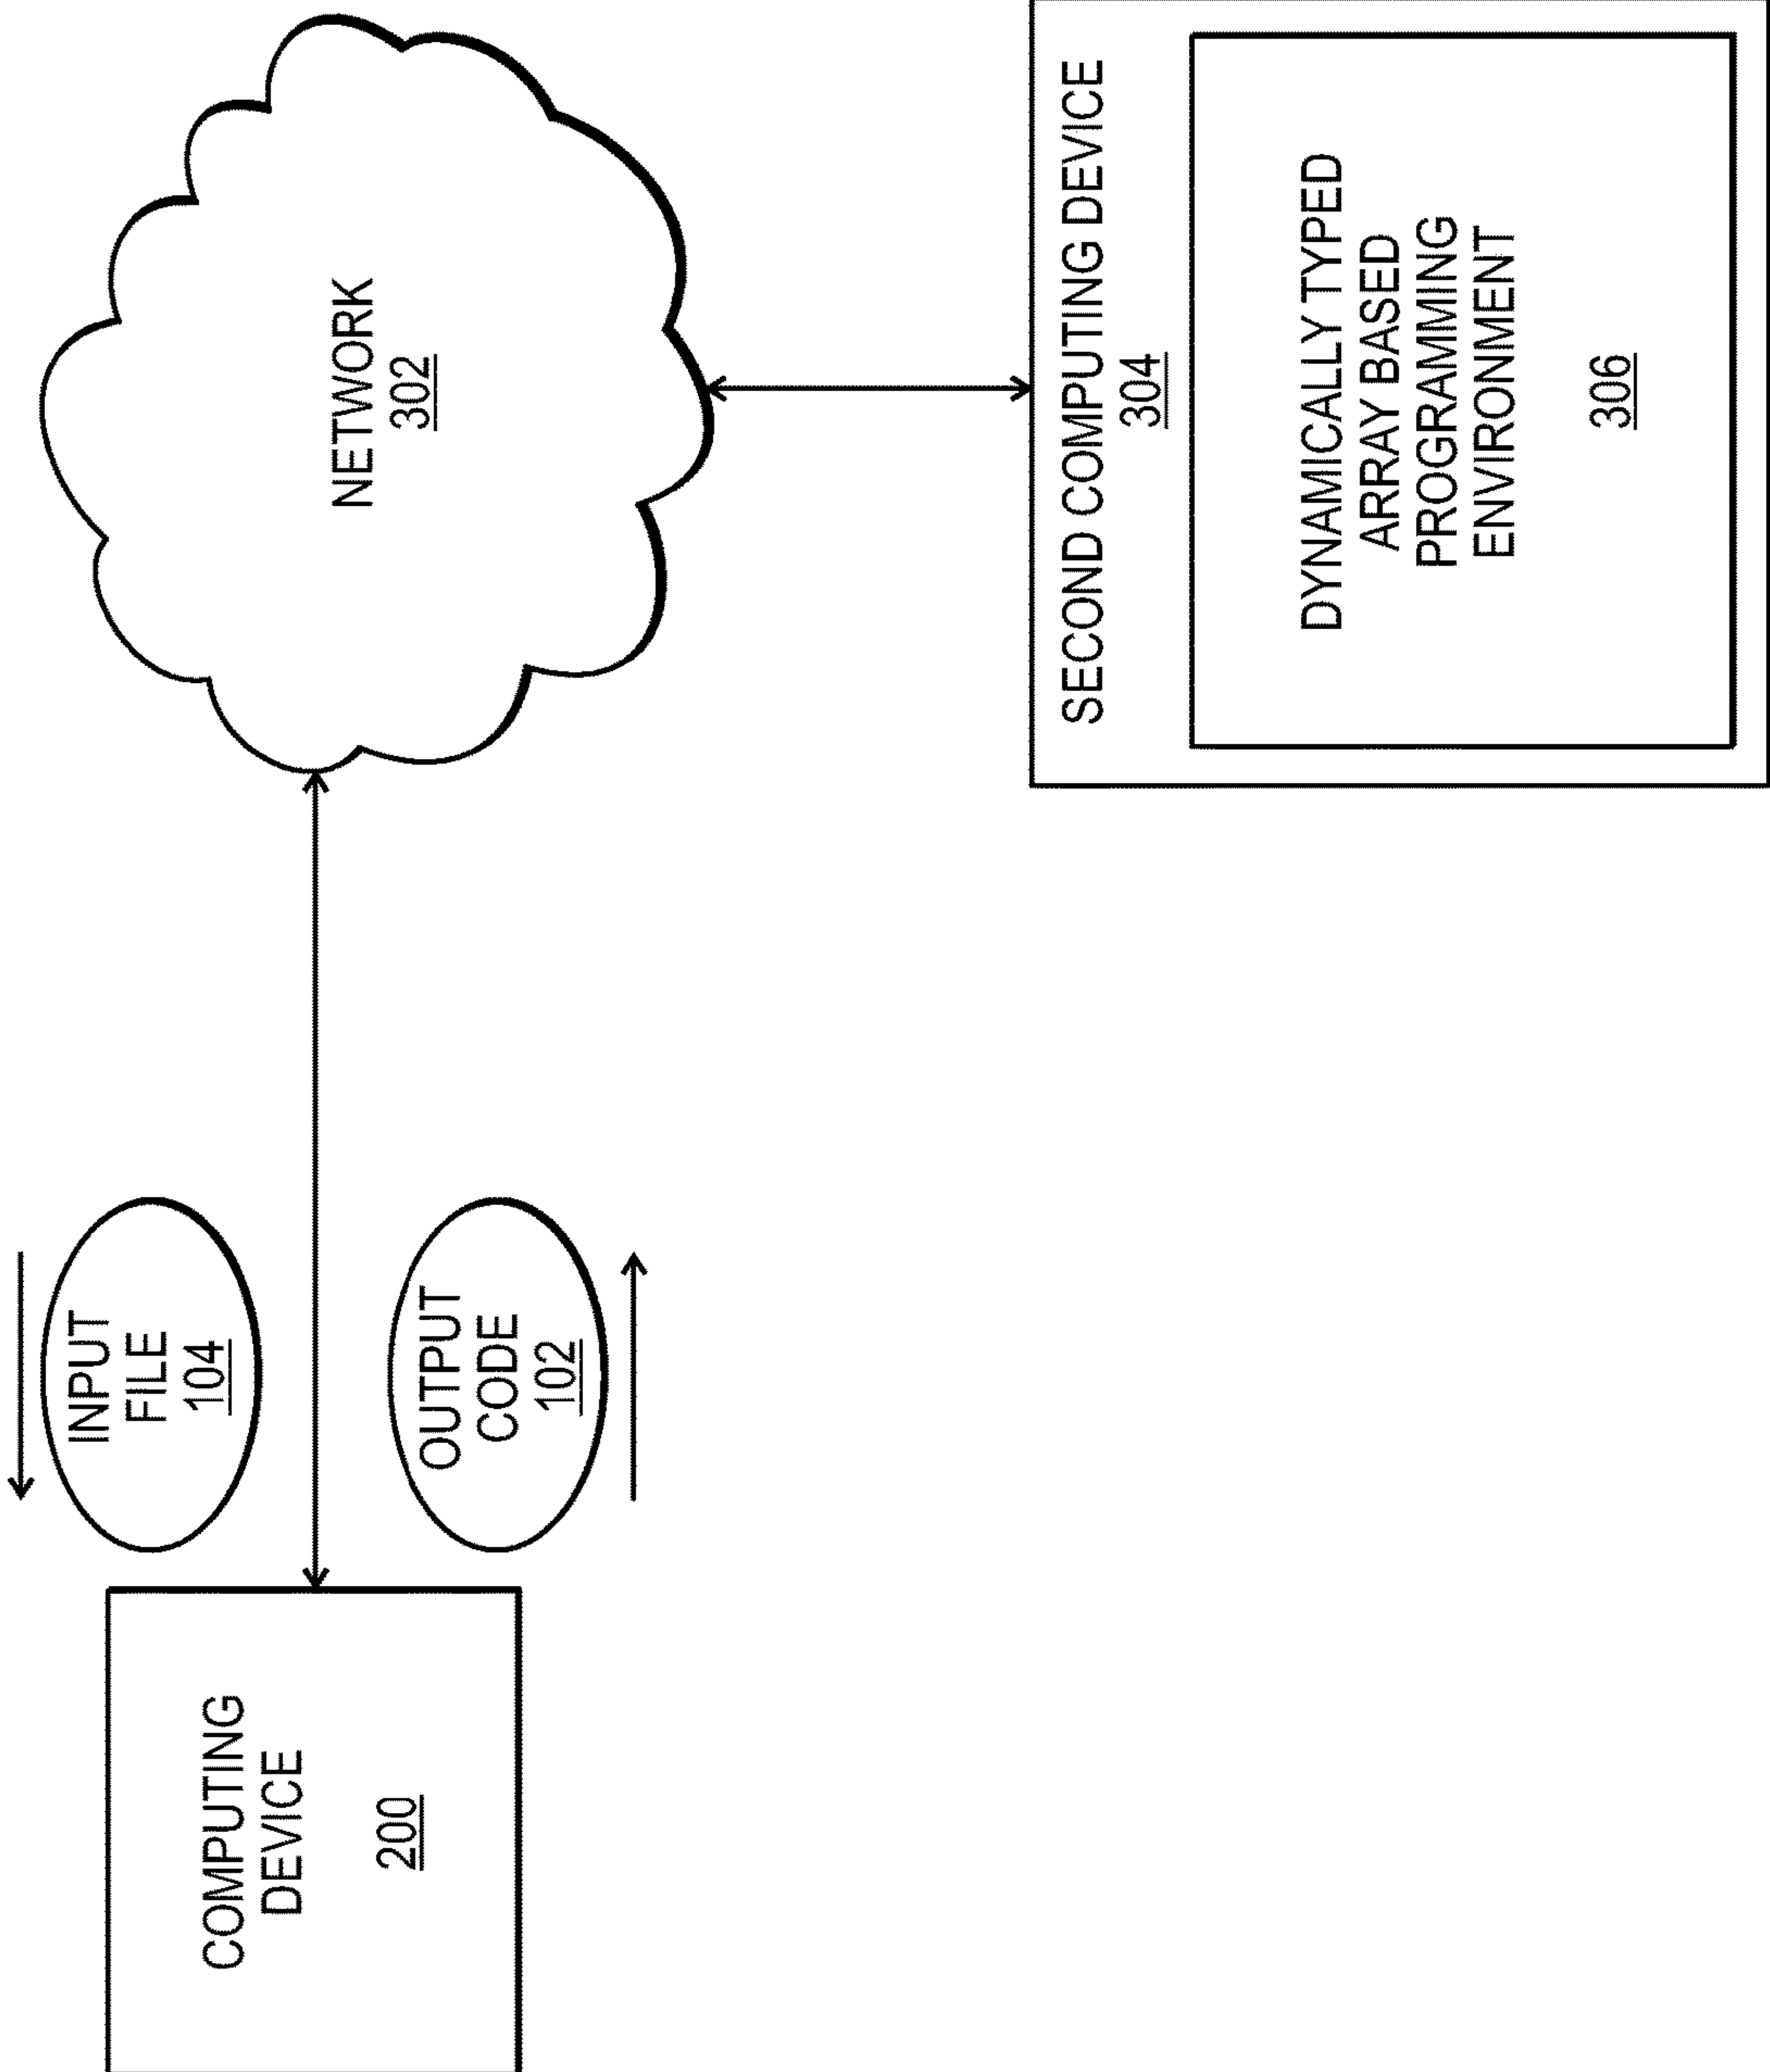 INPUT
FILE
104
COMPUTING
DEVICE
200
OUTPUT
CODE
102
NETWORK
302
SECOND COMPUTING DEVICE
304
DYNAMICALLY TYPED
ARRAY BASED
PROGRAMMING
ENVIRONMENT
306